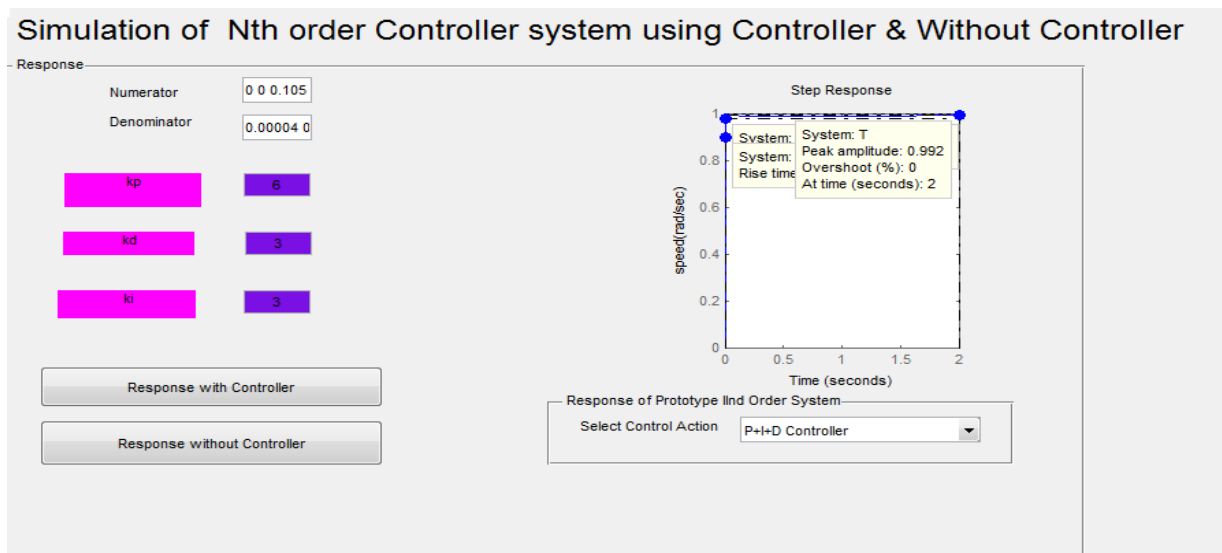 Simulation of Nth order Controller system using Controller & Without Controller
Response
Numerator
0 0 0.105
Denominator
0.00004 0
kp
6
kd
3
ki
3
Response with Controller
Response without Controller
Step Response
1
0.8
0.6
0.4
0.2
0
speed(rad/sec)
System:
System:
Rise time
System: T
Peak amplitude: 0.992
Overshoot (%): 0
At time (seconds): 2
0 0.5 1 1.5 2
Time (seconds)
Response of Prototype IInd Order System
Select Control Action
P+I+D Controller